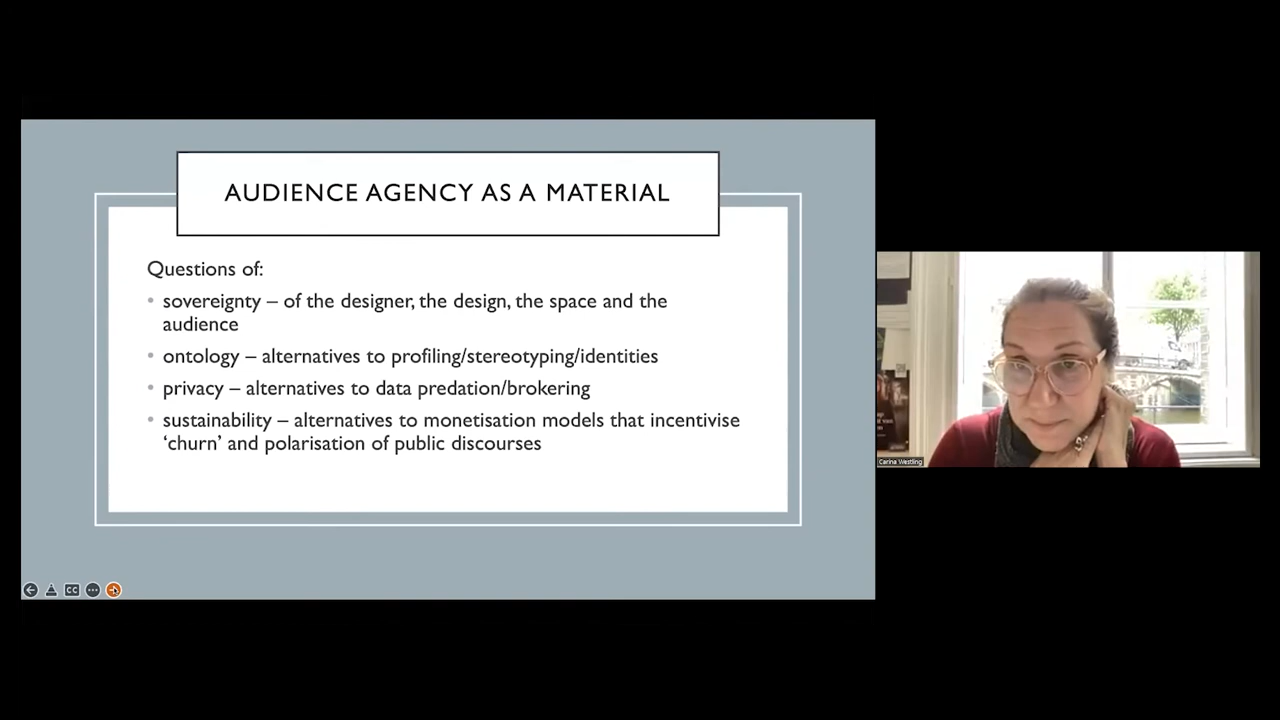 AUDIENCE AGENCY AS A MATERIAL
Questions of:
• sovereignty – of the designer, the design, the space and the
audience
• ontology – alternatives to profiling/stereotyping/identities
• privacy – alternatives to data predation/brokering
• sustainability – alternatives to monetisation models that incentivise
‘churn’ and polarisation of public discourses
CC
Carina Westling